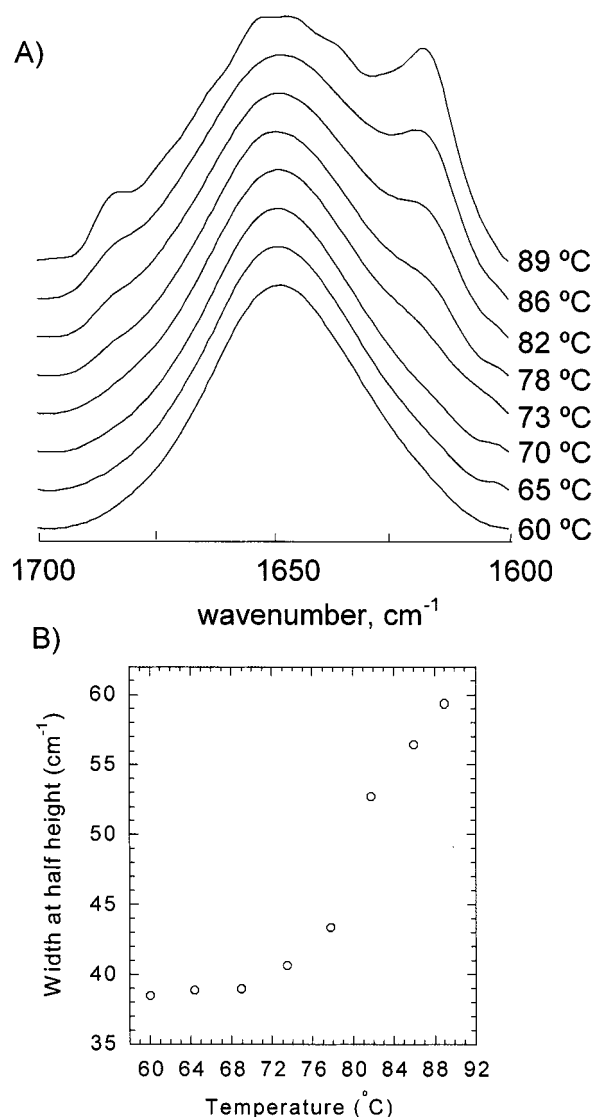 A)
89 ºC
86 ºC
82 ºC
78 ºC
73 ºC
70 ºC
65 ºC
60 ºC
1700 1650 1600
wavenumber, cm-1
B)
60
55
50
45
40
35
Width at half height (cm-1)
60 64 68 72 76 80 84 88 92
Temperature (°C)